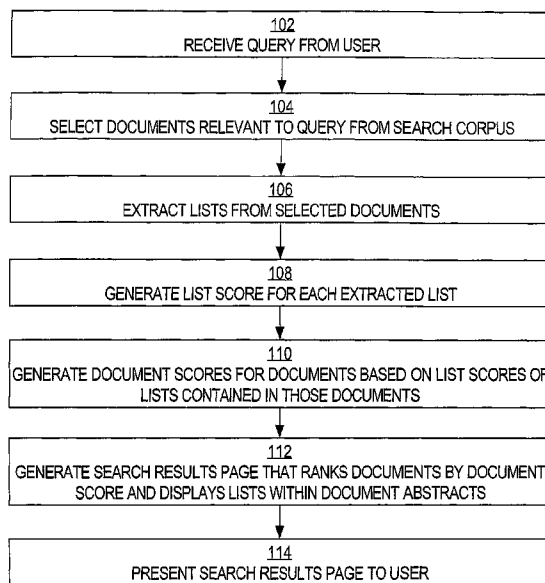 102
RECEIVE QUERY FROM USER
104
SELECT DOCUMENTS RELEVANT TO QUERY FROM SEARCH CORPUS
106
EXTRACT LISTS FROM SELECTED DOCUMENTS
108
GENERATE LIST SCORE FOR EACH EXTRACTED LIST
110
GENERATE DOCUMENT SCORES FOR DOCUMENTS BASED ON LIST SCORES OF
LISTS CONTAINED IN THOSE DOCUMENTS
112
GENERATE SEARCH RESULTS PAGE THAT RANKS DOCUMENTS BY DOCUMENT
SCORE AND DISPLAYS LISTS WITHIN DOCUMENT ABSTRACTS
114
PRESENT SEARCH RESULTS PAGE TO USER